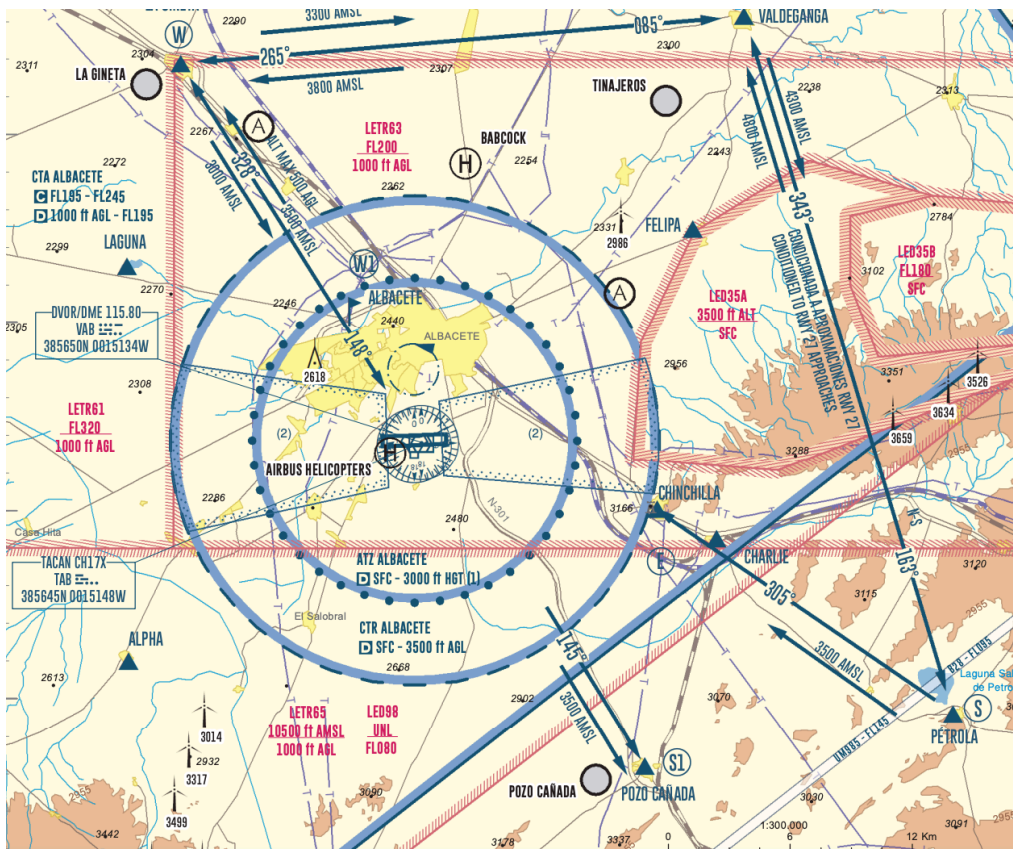 2290
3300 AMSL
085°
VALDEGANGA
W
2304
265°
2300
2311
LA GINETA
2307
3800 AMSL
TINAJEROS
2238
2313
A
2267
328°
3000 AMSL
ALT MAX 500 AGL
3500 AMSL
LETR63
FL200
1000 ft AGL
BABCOCK
H
2254
2243
4300 AMSL
4800 AMSL
2272
2262
CTA ALBACETE
C FL195 - FL245
D 1000 ft AGL - FL195
343°
CONDICIONADA A APROXIMACIONES RWY 27
CONDITIONED TO RWY 27 APPROACHES
2784
2331
2986
FELIPA
2299
LAGUNA
W1
LED35B
FL180
SFC
3102
2270
2246
ALBACETE
A
LED35A
3500 ft ALT
SFC
2305
DVOR/DME 115.80
VAB
385650N 0015134W
2440
ALBACETE
148°
2618
2956
3351
3526
2308
3634
3659
LETR61
FL320
1000 ft AGL
(2)
(2)
3288
2955
H
AIRBUS HELICOPTERS
2286
CHINCHILLA
3166
N-301
Casa Hita
2480
N-S
E
CHARLIE
163°
TACAN CH17X
TAB
385645N 0015148W
ATZ ALBACETE
D SFC - 3000 ft HGT (1)
3120
305°
3115
2955
El Salobral
CTR ALBACETE
D SFC - 3500 ft AGL
145°
3500 AMSL
ALPHA
2613
2668
3500 AMSL
B28 - FL095
Laguna Sal
de Petro
2902
3070
S
PÉTROLA
LETR65
10500 ft AMSL
1000 ft AGL
LED98
UNL
FL080
3014
2932
3317
UM985 - FL145
S1
POZO CAÑADA
POZO CAÑADA
2955
3499
3090
3030
3442
3178
3337
1:300.000
0
6
12 Km
3091
2955